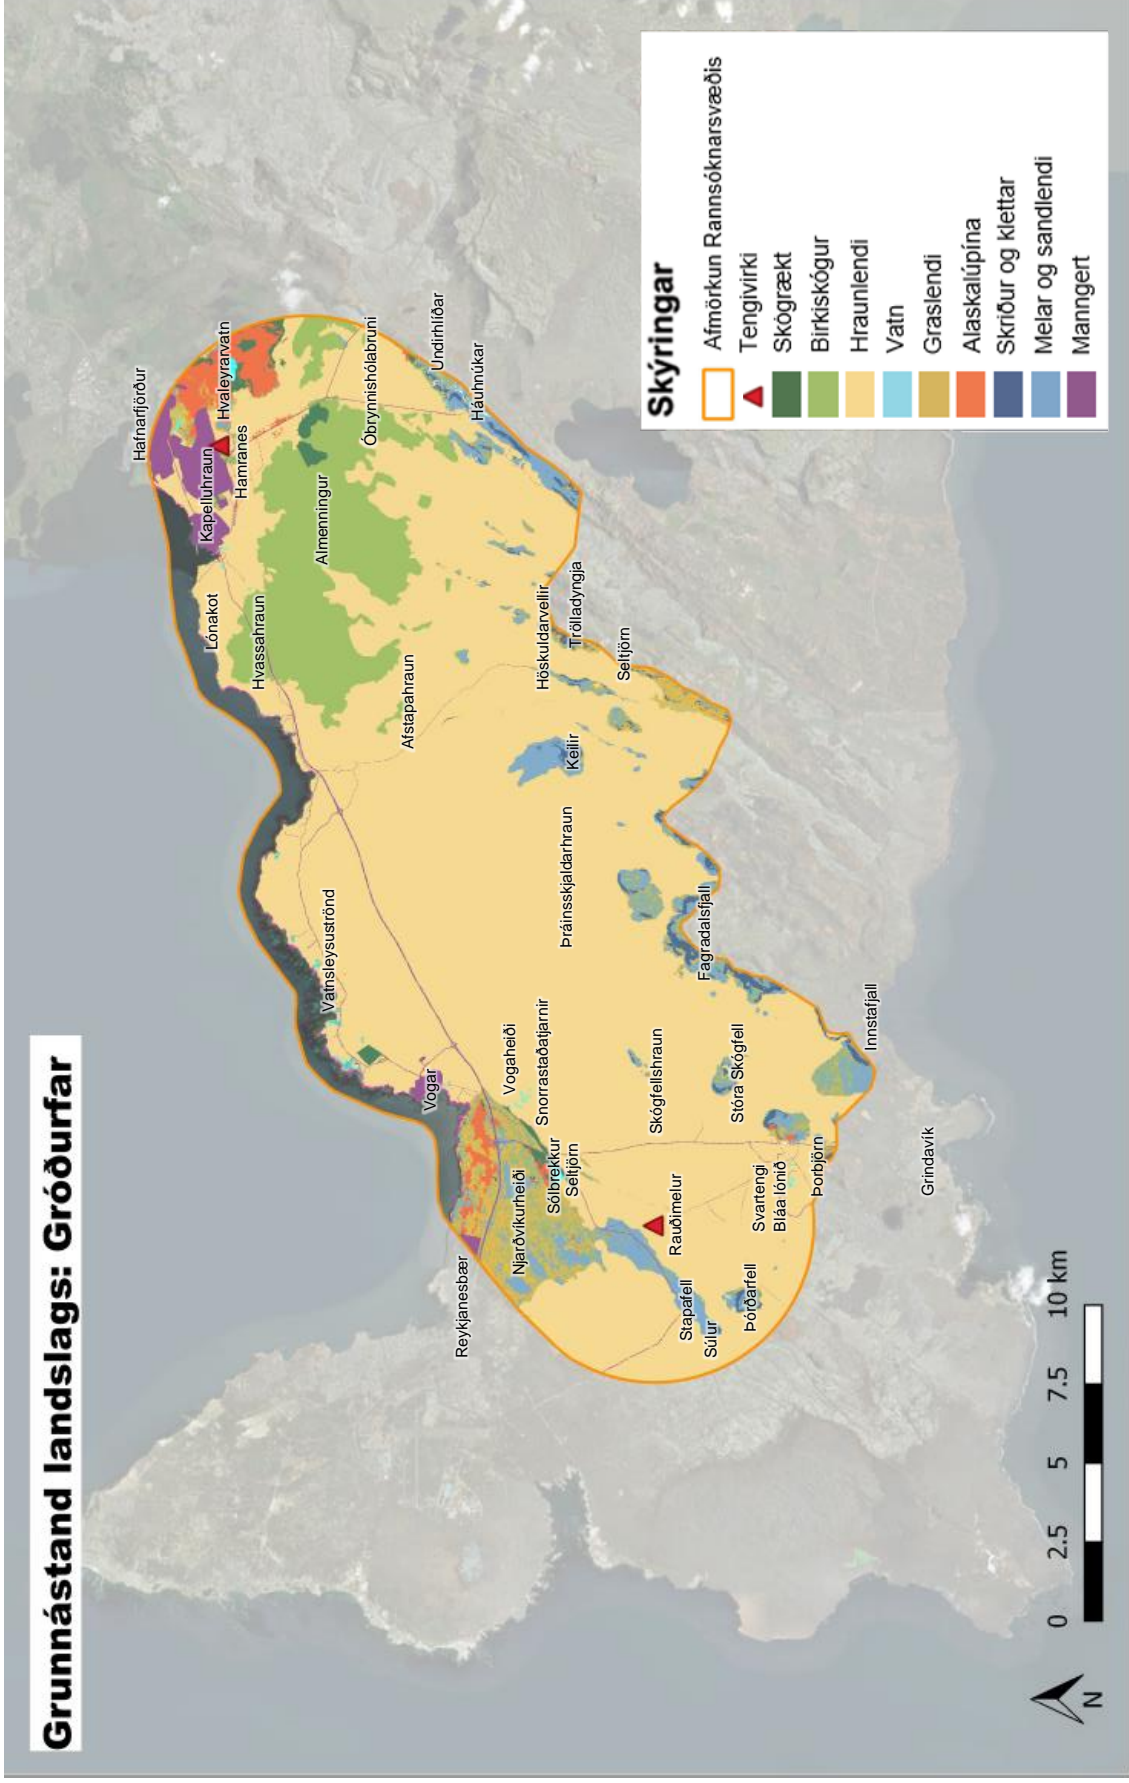 Grunnástand landslags: Gróðurfar
Hafnarfjörður
Hvaleyrarvatn
Kapelluhraun
Hamranes
Lónakot
Hvassahraun
Almenningur
Óbrynnishólabruni
Undirhlíðar
Háuhnúkar
Afstapahraun
Höskuldarvellir
Trölladyngja
Seltjörn
Keilir
Þráinsskjaldarhraun
Fagradalsfjall
Vatnsleysuströnd
Vogar
Vogaheiði
Snorrastaðatjarnir
Skógfellshraun
Stóra Skógfell
Innstafjall
Reykjanesbær
Njarðvíkurheiði
Sólbrekkur
Seltjörn
Rauðimelur
Stapafell
Súlur
Þórðarfell
Svartengi
Bláa lónið
Þorbjörn
Grindavík
Skýringar
Afmörkun Rannsóknarsvæðis
Tengivirki
Skógrækt
Birkiskógur
Hraunlendi
Vatn
Graslendi
Alaskalúpína
Skriður og klettar
Melar og sandlendi
Manngert
N
0 2.5 5 7.5 10 km